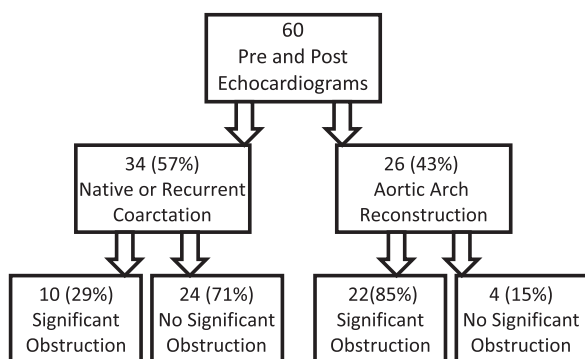 60
Pre and Post
Echocardiograms
34 (57%)
Native or Recurrent
Coarctation
26 (43%)
Aortic Arch
Reconstruction
10 (29%)
Significant
Obstruction
24 (71%)
No Significant
Obstruction
22(85%)
Significant
Obstruction
4 (15%)
No Significant
Obstruction